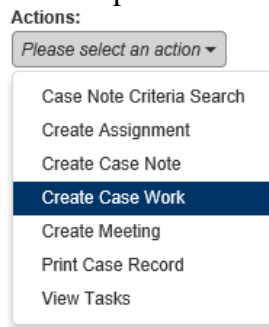 Actions:
Please select an action
Case Note Criteria Search
Create Assignment
Create Case Note
Create Case Work
Create Meeting
Print Case Record
View Tasks